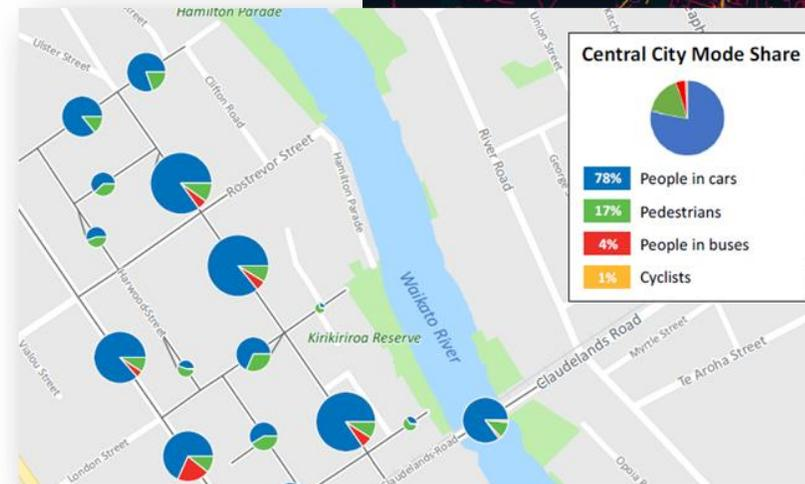 Hamilton Parade
Ulster Street
Clifton Road
Union Street
River Road
Rostrevor Street
Hamilton Parade
Harwood Street
Waikato River
Kirikiriroa Reserve
Vialou Street
London Street
Claudelands Road
Claudelands Road
Myrtle Street
Te Aroha Street
Central City Mode Share
78% People in cars
17% Pedestrians
4% People in buses
1% Cyclists